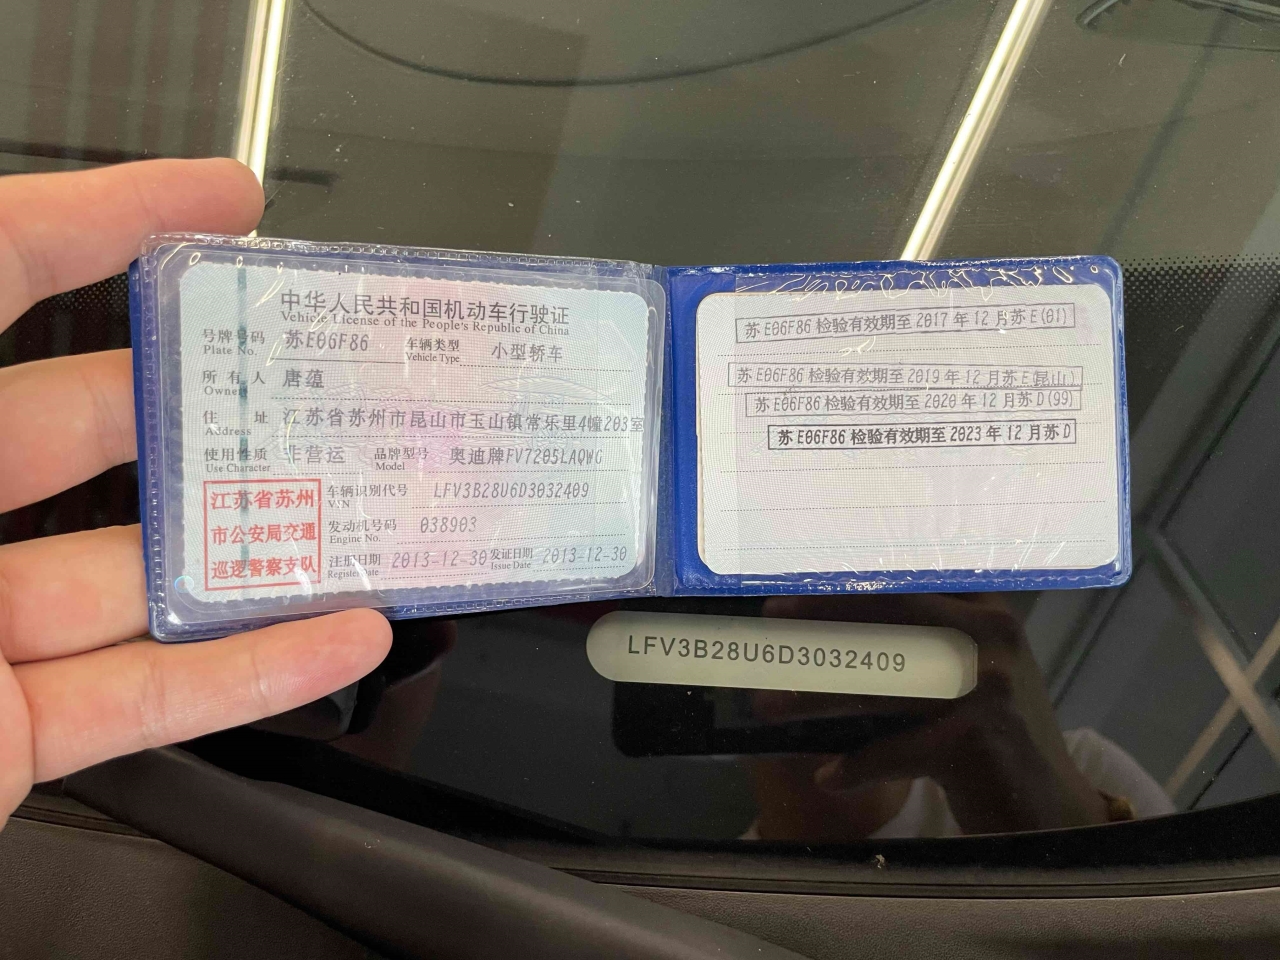 中华人民共和国机动车行驶证
Vehicle License of the People's Republic of China
号牌号码 苏E06F86 车辆类型 小型轿车
Plate No. Vehicle Type
所有人 唐蕴
Owner
住址 江苏省苏州市昆山市玉山镇常乐里4幢203室
Address
使用性质 非营运 品牌型号 奥迪牌FV7205LAQWG
Use Character Model
江苏省苏州
市公安局交通
巡逻警察支队
车辆识别代号 LFV3B28U6D3032409
VIN
发动机号码 038903
Engine No.
注册日期 2013-12-30 发证日期 2013-12-30
Register Date Issue Date
苏E06F86检验有效期至2017年12月苏E(01)
苏E06F86检验有效期至2019年12月苏E(昆山)
苏E06F86检验有效期至2020年12月苏D(99)
苏E06F86检验有效期至2023年12月苏D
LFV3B28U6D3032409